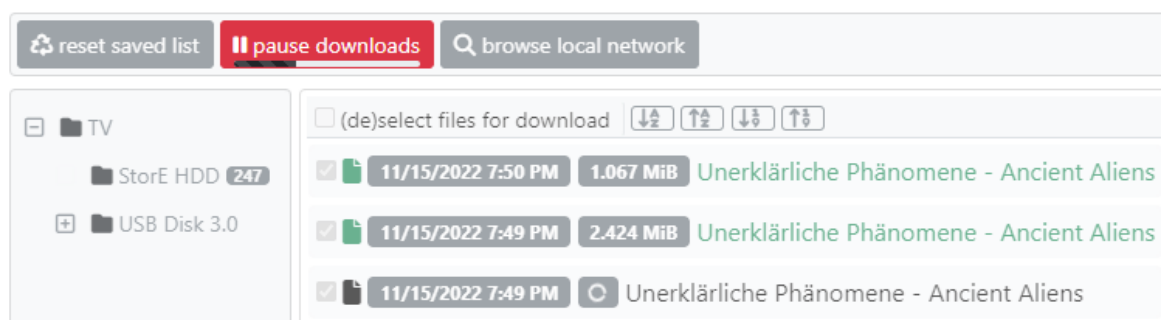 reset saved list pause downloads browse local network
TV
StorE HDD 247
USB Disk 3.0
(de)select files for download
11/15/2022 7:50 PM 1.067 MiB Unerklärliche Phänomene - Ancient Aliens
11/15/2022 7:49 PM 2.424 MiB Unerklärliche Phänomene - Ancient Aliens
11/15/2022 7:49 PM Unerklärliche Phänomene - Ancient Aliens